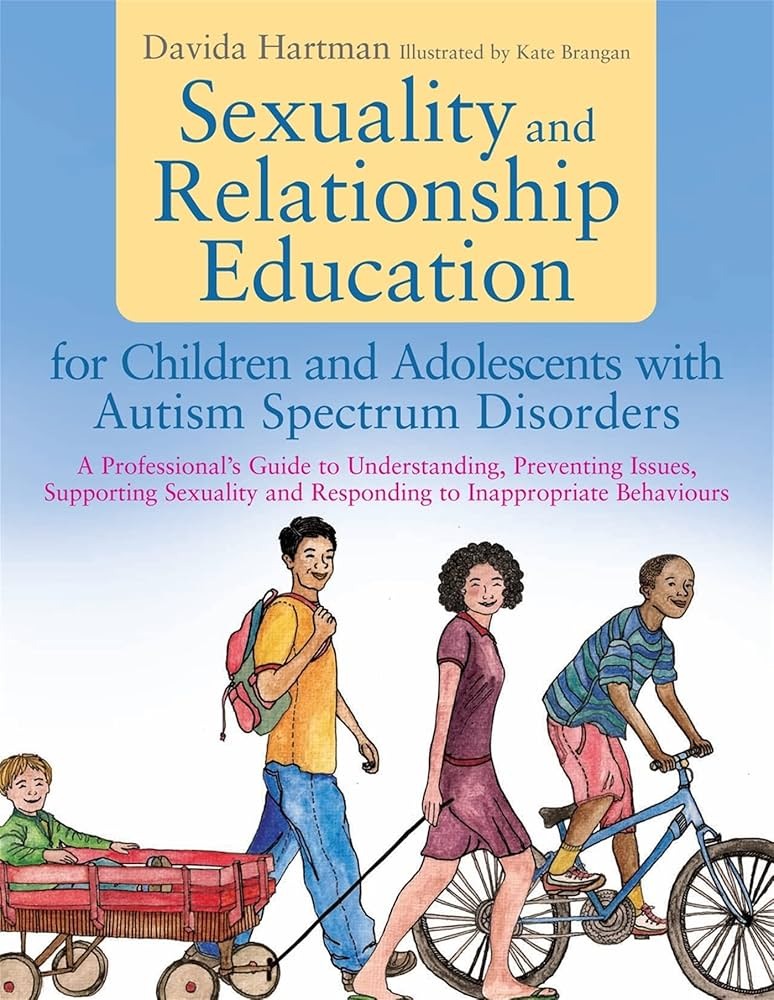 Davida Hartman Illustrated by Kate Brangan
Sexuality and
Relationship
Education
for Children and Adolescents with
Autism Spectrum Disorders
A Professional's Guide to Understanding, Preventing Issues,
Supporting Sexuality and Responding to Inappropriate Behaviours